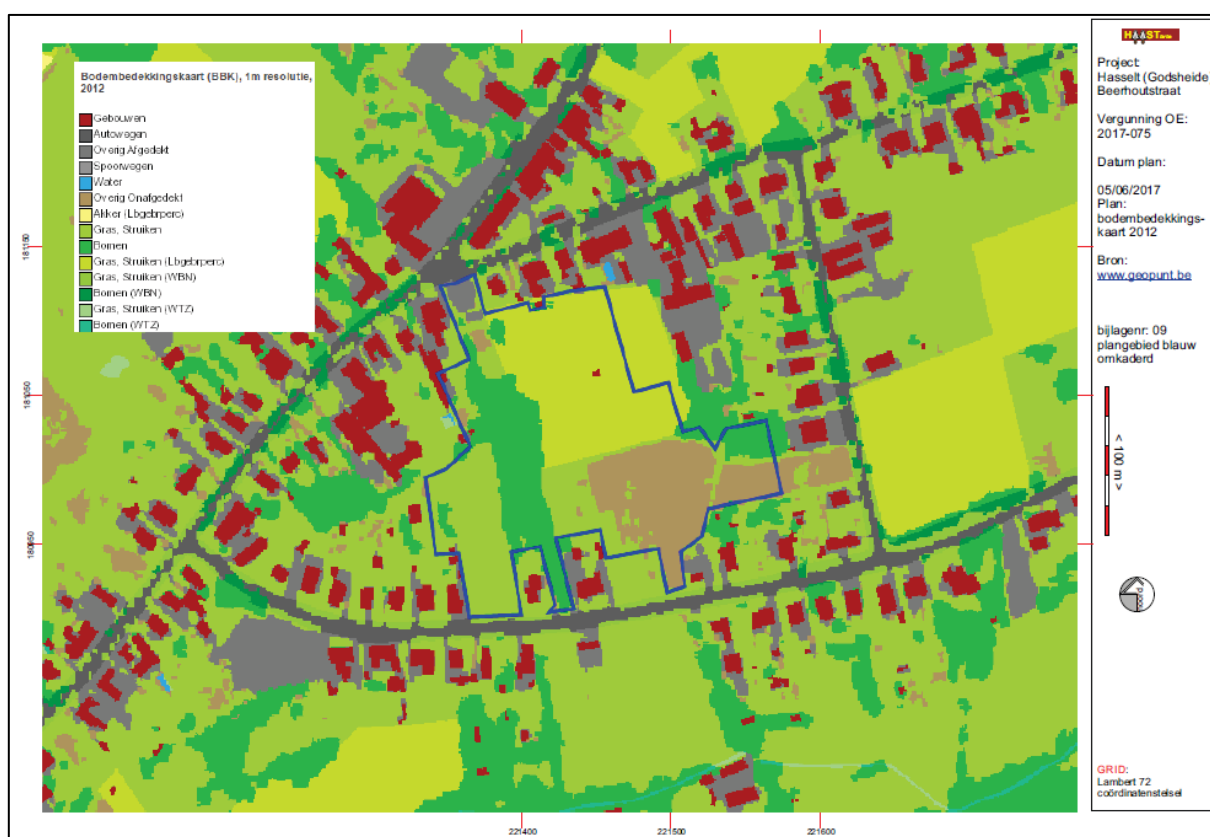 Bodembedekkingskaart (BBK), 1m resolutie,
2012
Gebouwen
Autowegen
Overig Afgedekt
Spoorwegen
Water
Overig Onafgedekt
Akker (Lbgebrperc)
Gras, Struiken
Bomen
Gras, Struiken (Lbgebrperc)
Gras, Struiken (WBN)
Bomen (WBN)
Gras, Struiken (WTZ)
Bomen (WTZ)
181150
181050
180950
221400
221500
221600
HAAST
Project:
Hasselt (Godsheide)
Beerhoutstraat
Vergunning OE:
2017-075
Datum plan:
05/06/2017
Plan:
bodembedekkings-
kaart 2012
Bron:
www.geopunt.be
bijlagenr: 09
plangebied blauw
omkaderd
< 100 m >
noord
GRID:
Lambert 72
coördinatenstelsel